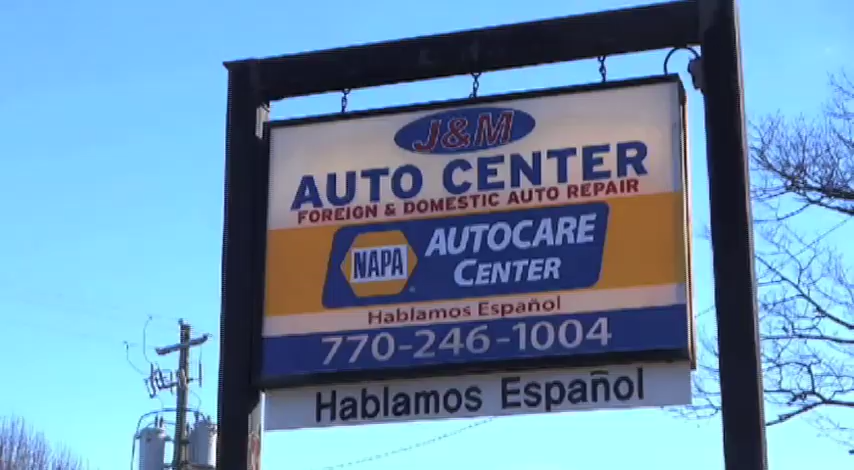 J&M
AUTO CENTER
FOREIGN & DOMESTIC AUTO REPAIR
NAPA AUTOCARE CENTER
Hablamos Español
770-246-1004
Hablamos Español